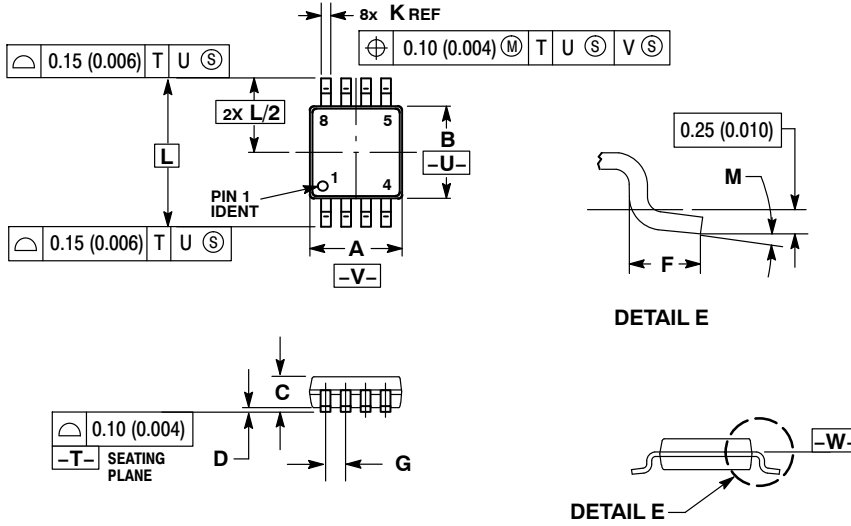 8x K REF
⌖ 0.10 (0.004) Ⓜ T U Ⓢ V Ⓢ
⌓ 0.15 (0.006) T U Ⓢ
2X L/2
8 5
B
–U–
L
PIN 1
IDENT
1
4
⌓ 0.15 (0.006) T U Ⓢ
A
–V–
0.25 (0.010)
M
F
DETAIL E
C
⌓ 0.10 (0.004)
–T– SEATING
PLANE
D
G
–W–
DETAIL E